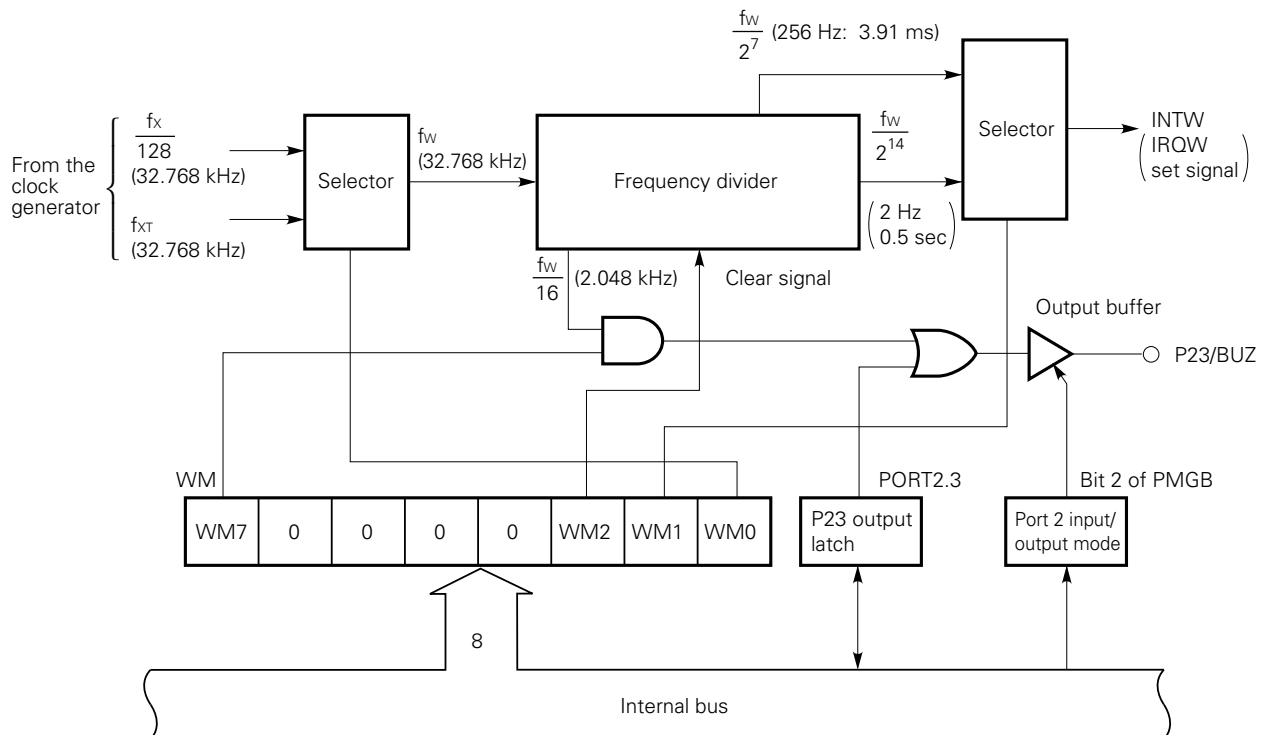 fW
2^7 (256 Hz: 3.91 ms)
From the
clock
generator
fX
128
(32.768 kHz)
fXT
(32.768 kHz)
Selector
fW
(32.768 kHz)
Frequency divider
fW
2^14
(2 Hz
0.5 sec)
Selector
INTW
IRQW
(set signal)
fW
16
(2.048 kHz)
Clear signal
Output buffer
P23/BUZ
WM
PORT2.3
Bit 2 of PMGB
WM7 0 0 0 0 WM2 WM1 WM0
P23 output
latch
Port 2 input/
output mode
8
Internal bus